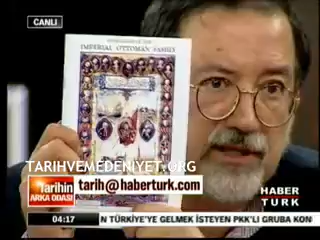 CANLI
IMPERIAL OTTOMAN FAMILY
TARIHVEMEDENIYET.ORG
Tarihin
ARKA ODASI
tarih@haberturk.com
HABER
TURK
04:17
N TÜRKİYE'YE GELMEK İSTEYEN PKK'LI GRUBA KON